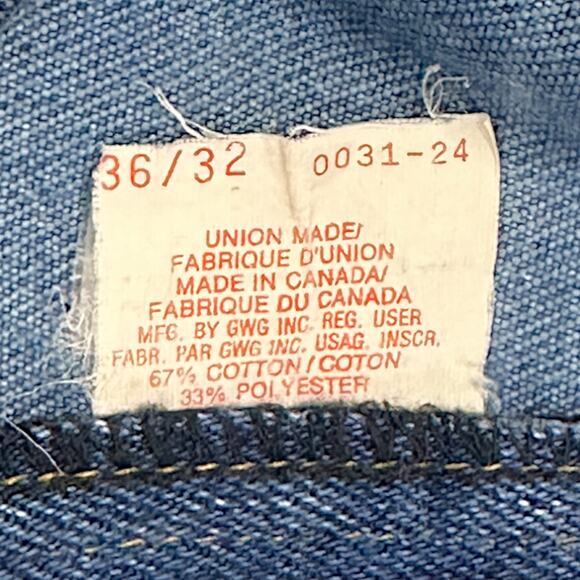 36/32 0031-24
UNION MADE/
FABRIQUE D'UNION
MADE IN CANADA/
FABRIQUE DU CANADA
MFG. BY GWG INC. REG. USER
FABR. PAR GWG INC. USAG. INSCR.
67% COTTON/COTON
33% POLYESTER